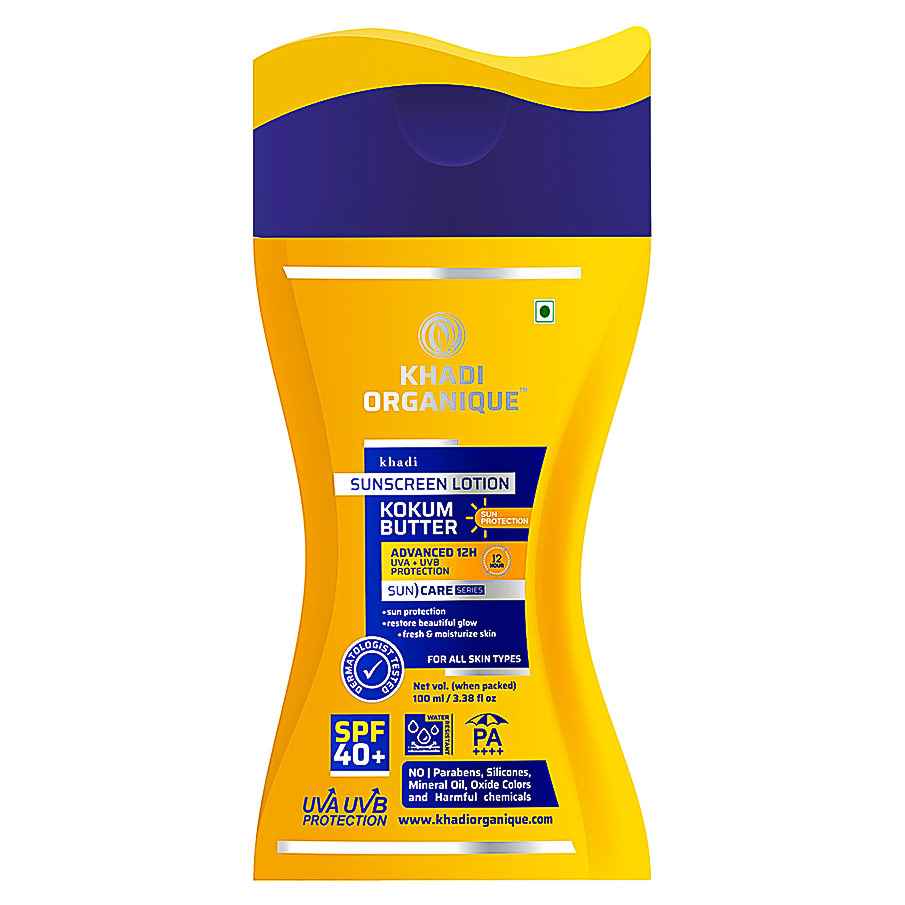 KHADI
ORGANIQUE™
khadi
SUNSCREEN LOTION
KOKUM
BUTTER
SUN
PROTECTION
ADVANCED 12H
UVA + UVB
PROTECTION
12
HOUR
SUN)CARE SERIES
•sun protection
•restore beautiful glow
•fresh & moisturize skin
FOR ALL SKIN TYPES
DERMATOLOGIST TESTED
Net vol. (when packed)
100 ml / 3.38 fl oz
SPF
40+
WATER
RESISTANT
PA
++++
NO | Parabens, Silicones,
Mineral Oil, Oxide Colors
and Harmful chemicals
UVA UVB
PROTECTION
www.khadiorganique.com